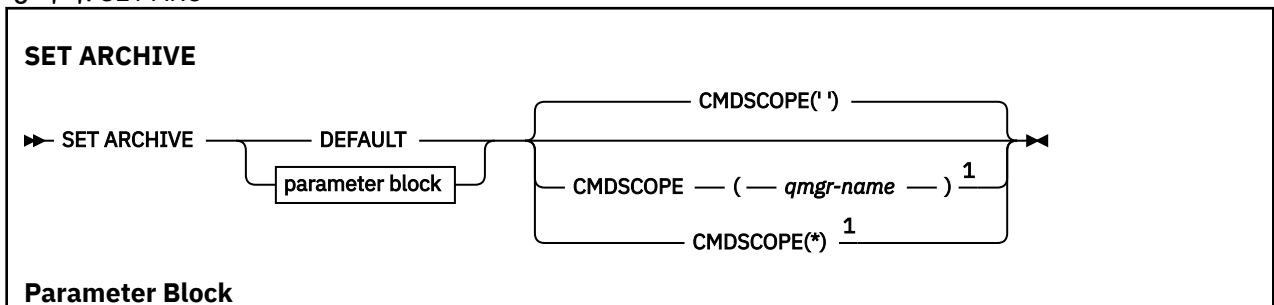 SET ARCHIVE
CMDSCOPE(' ')
SET ARCHIVE DEFAULT
parameter block
CMDSCOPE ( qmgr-name ) 1
CMDSCOPE(*) 1
Parameter Block